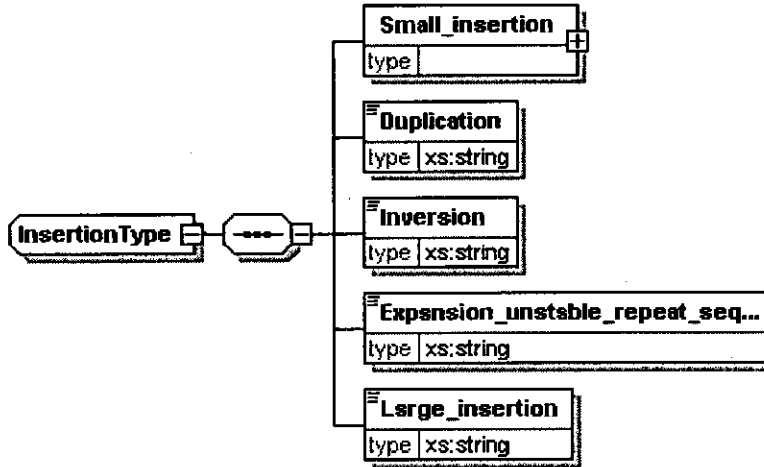 Small_insertion
type
Duplication
type xs:string
InsertionType
Inversion
type xs:string
Expsnsion_unstsble_repeat_seq...
type xs:string
Lsrge_insertion
type xs:string